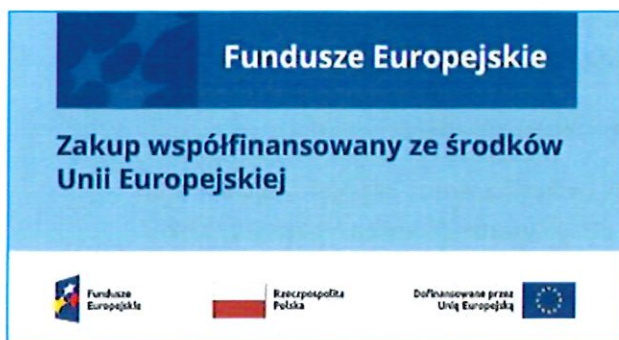 Fundusze Europejskie
Zakup współfinansowany ze środków
Unii Europejskiej
Fundusze
Europejskie
Rzeczpospolita
Polska
Dofinansowane przez
Unię Europejską